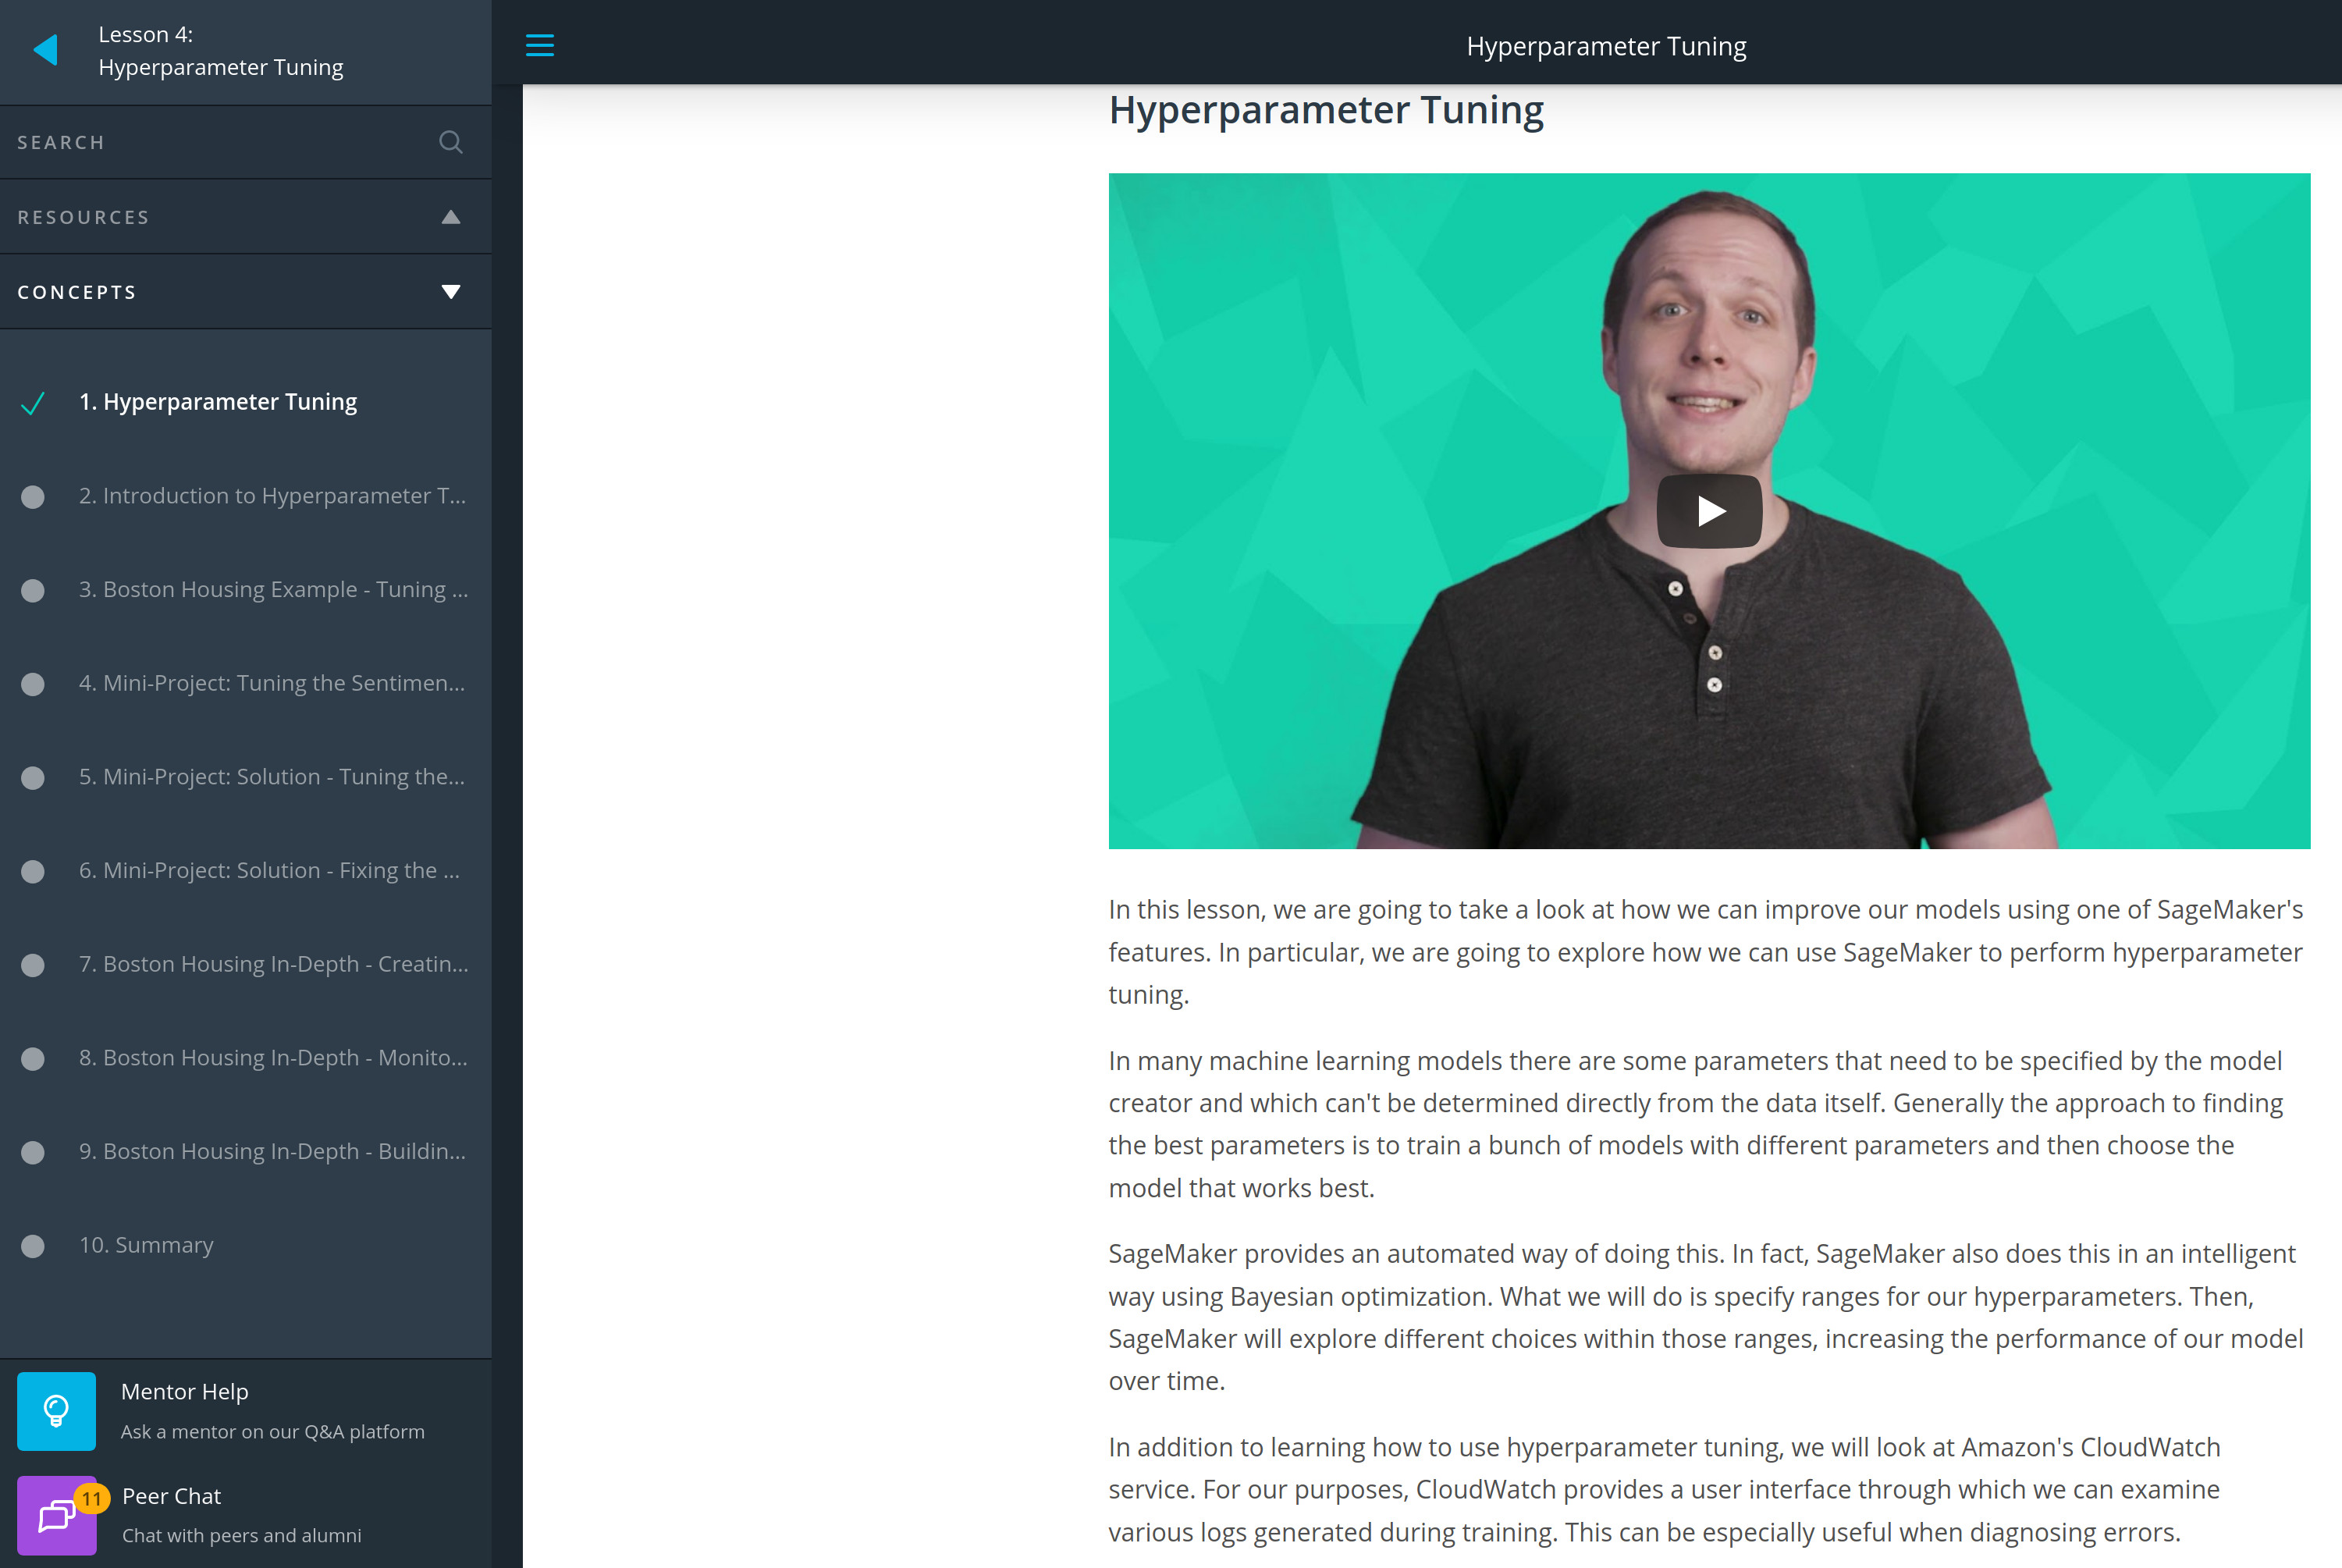 Lesson 4:
Hyperparameter Tuning
SEARCH
RESOURCES
CONCEPTS
1. Hyperparameter Tuning
2. Introduction to Hyperparameter T...
3. Boston Housing Example - Tuning ...
4. Mini-Project: Tuning the Sentimen...
5. Mini-Project: Solution - Tuning the...
6. Mini-Project: Solution - Fixing the ...
7. Boston Housing In-Depth - Creatin...
8. Boston Housing In-Depth - Monito...
9. Boston Housing In-Depth - Buildin...
10. Summary
Mentor Help
Ask a mentor on our Q&A platform
11
Peer Chat
Chat with peers and alumni
Hyperparameter Tuning
Hyperparameter Tuning
In this lesson, we are going to take a look at how we can improve our models using one of SageMaker's
features. In particular, we are going to explore how we can use SageMaker to perform hyperparameter
tuning.
In many machine learning models there are some parameters that need to be specified by the model
creator and which can't be determined directly from the data itself. Generally the approach to finding
the best parameters is to train a bunch of models with different parameters and then choose the
model that works best.
SageMaker provides an automated way of doing this. In fact, SageMaker also does this in an intelligent
way using Bayesian optimization. What we will do is specify ranges for our hyperparameters. Then,
SageMaker will explore different choices within those ranges, increasing the performance of our model
over time.
In addition to learning how to use hyperparameter tuning, we will look at Amazon's CloudWatch
service. For our purposes, CloudWatch provides a user interface through which we can examine
various logs generated during training. This can be especially useful when diagnosing errors.